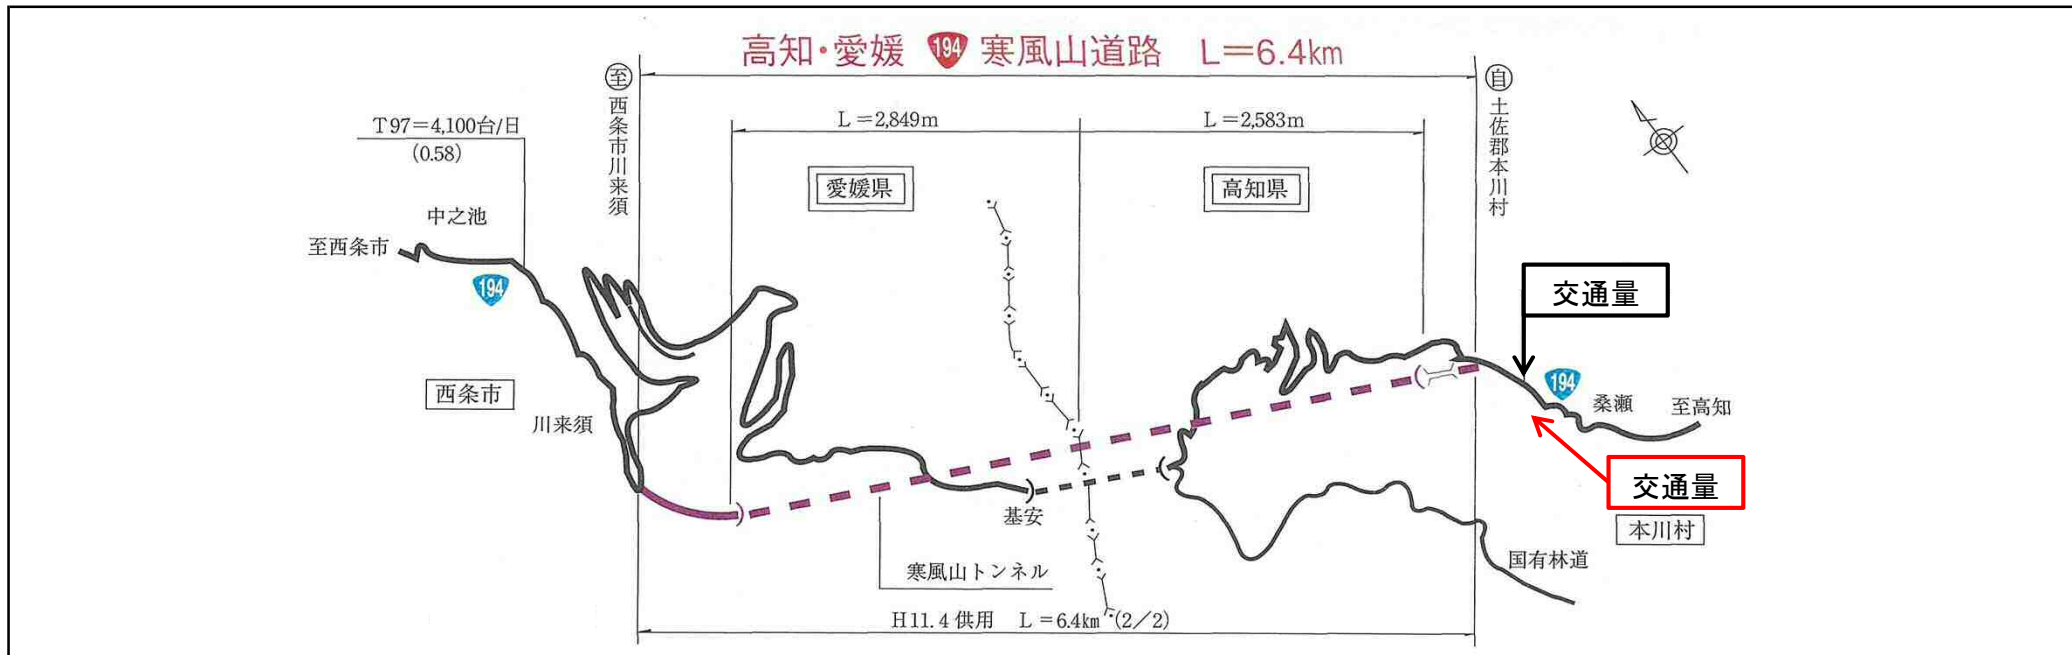 高知・愛媛 194 寒風山道路 L=6.4km
至 西条市川来須
自 土佐郡本川村
T97=4,100台/日
(0.58)
L=2,849m
L=2,583m
愛媛県
高知県
中之池
至西条市
194
交通量
西条市
川来須
194
桑瀬
至高知
交通量
基安
本川村
寒風山トンネル
国有林道
H11.4供用 L=6.4km (2/2)